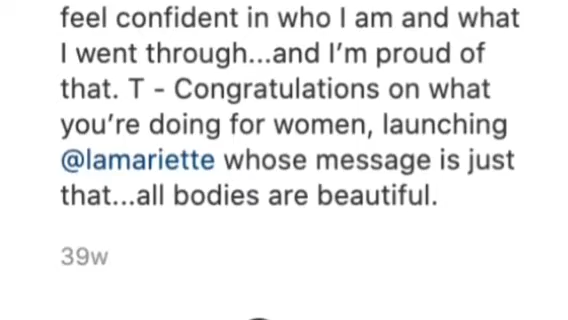 feel confident in who I am and what
I went through...and I'm proud of
that. T - Congratulations on what
you're doing for women, launching
@lamariette whose message is just
that...all bodies are beautiful.
39w